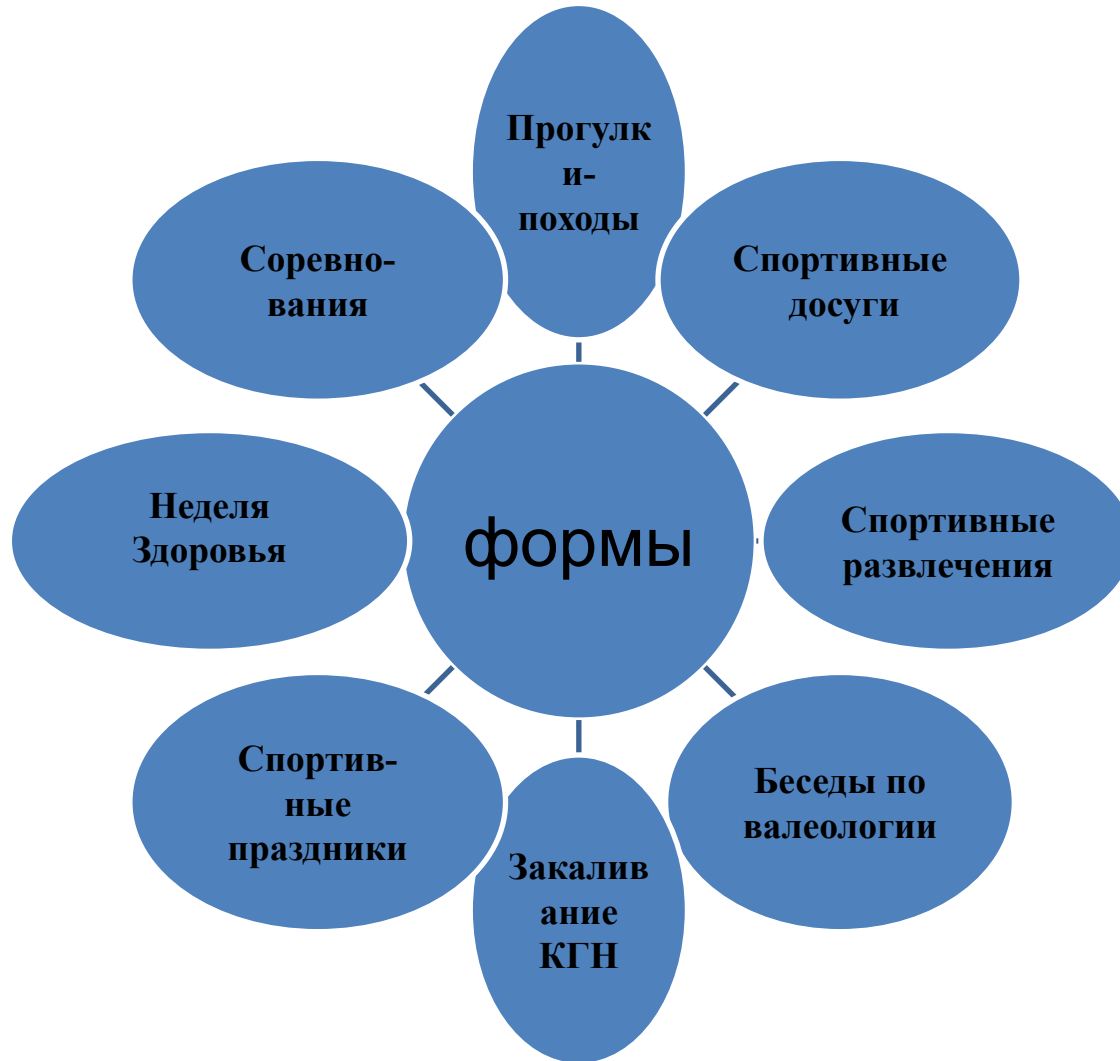 Прогулк
и-
походы
Соревно-
вания
Спортивные
досуги
Неделя
Здоровья
формы
Спортивные
развлечения
Спортив-
ные
праздники
Беседы по
валеологии
Закалив
ание
КГН